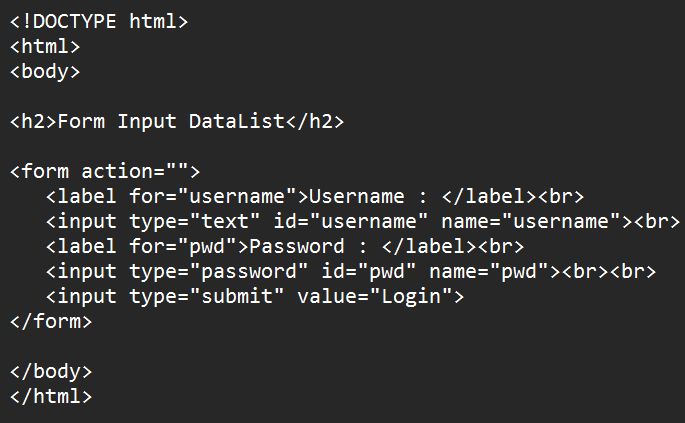 <!DOCTYPE html>
<html>
<body>
<h2>Form Input DataList</h2>
<form action="">
<label for="username">Username : </label><br>
<input type="text" id="username" name="username"><br>
<label for="pwd">Password : </label><br>
<input type="password" id="pwd" name="pwd"><br><br>
<input type="submit" value="Login">
</form>
</body>
</html>